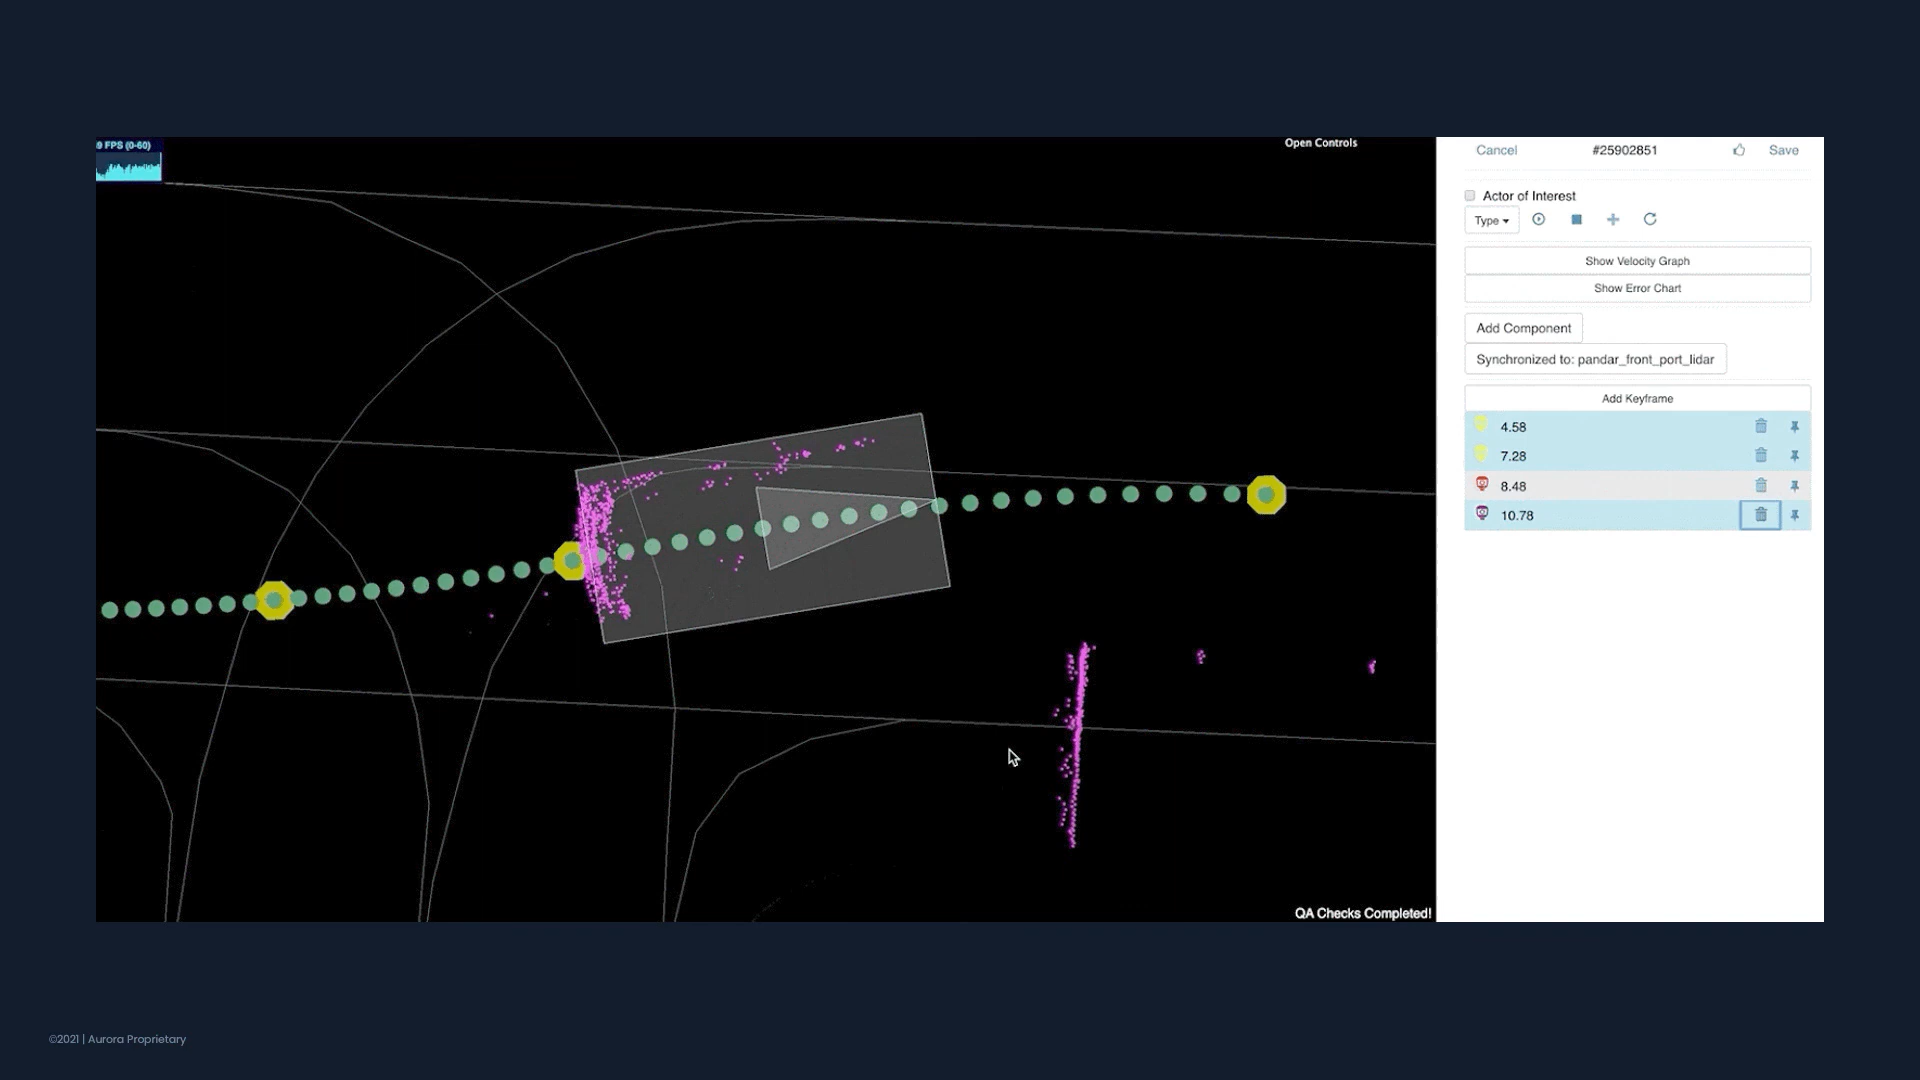 9 FPS (0-60)
Open Controls
Cancel
#25902851
Save
Actor of Interest
Type
Show Velocity Graph
Show Error Chart
Add Component
Synchronized to: pandar_front_port_lidar
Add Keyframe
4.58
7.28
8.48
10.78
QA Checks Completed!
©2021 | Aurora Proprietary